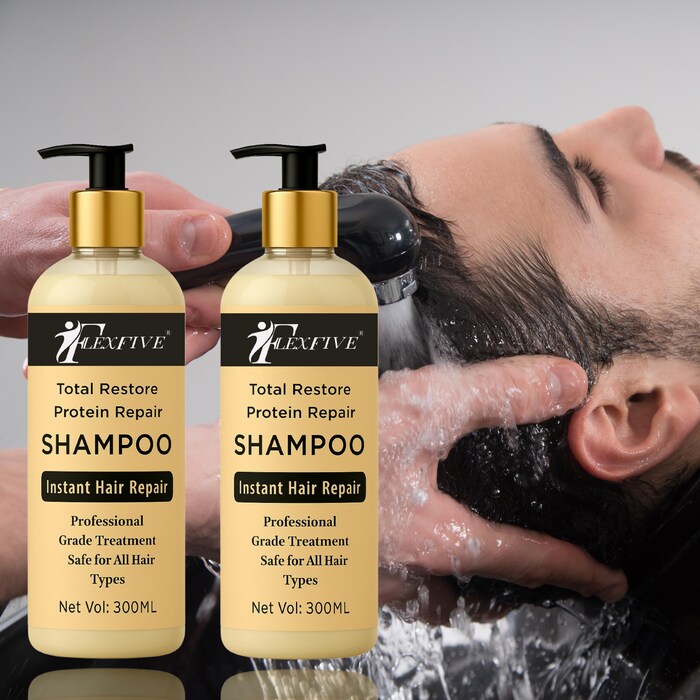 FLEXFIVE®
Total Restore
Protein Repair
SHAMPOO
Instant Hair Repair
Professional
Grade Treatment
Safe for All Hair
Types
Net Vol: 300ML
FLEXFIVE®
Total Restore
Protein Repair
SHAMPOO
Instant Hair Repair
Professional
Grade Treatment
Safe for All Hair
Types
Net Vol: 300ML